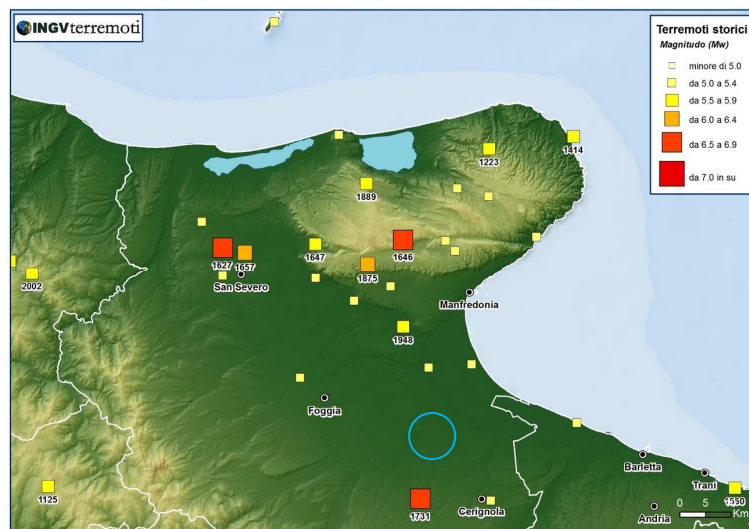 INGVterremoti
Terremoti storici
Magnitudo (Mw)
minore di 5.0
da 5.0 a 5.4
da 5.5 a 5.9
da 6.0 a 6.4
da 6.5 a 6.9
da 7.0 in su
1414
1223
1889
1627
1657
1647
1646
1875
2002
San Severo
Manfredonia
1948
Foggia
Barletta
Trani
1125
1731
Cerignola
1560
Andria
0 5
Km